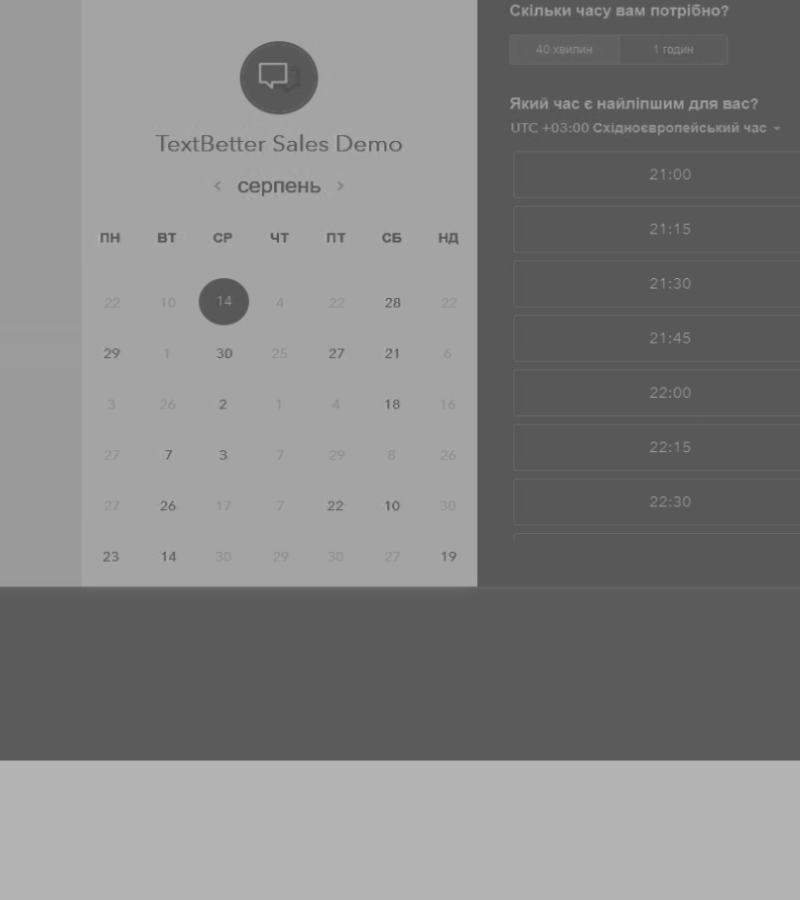 TextBetter Sales Demo
серпень
ПН ВТ СР ЧТ ПТ СБ НД
22 10 14 4 22 28 22
29 1 30 25 27 21 6
3 26 2 1 4 18 16
27 7 3 7 29 8 26
27 26 17 7 22 10 30
23 14 30 29 30 27 19
Скільки часу вам потрібно?
40 хвилин 1 годин
Який час є найліпшим для вас?
UTC +03:00 Східноєвропейський час
21:00
21:15
21:30
21:45
22:00
22:15
22:30